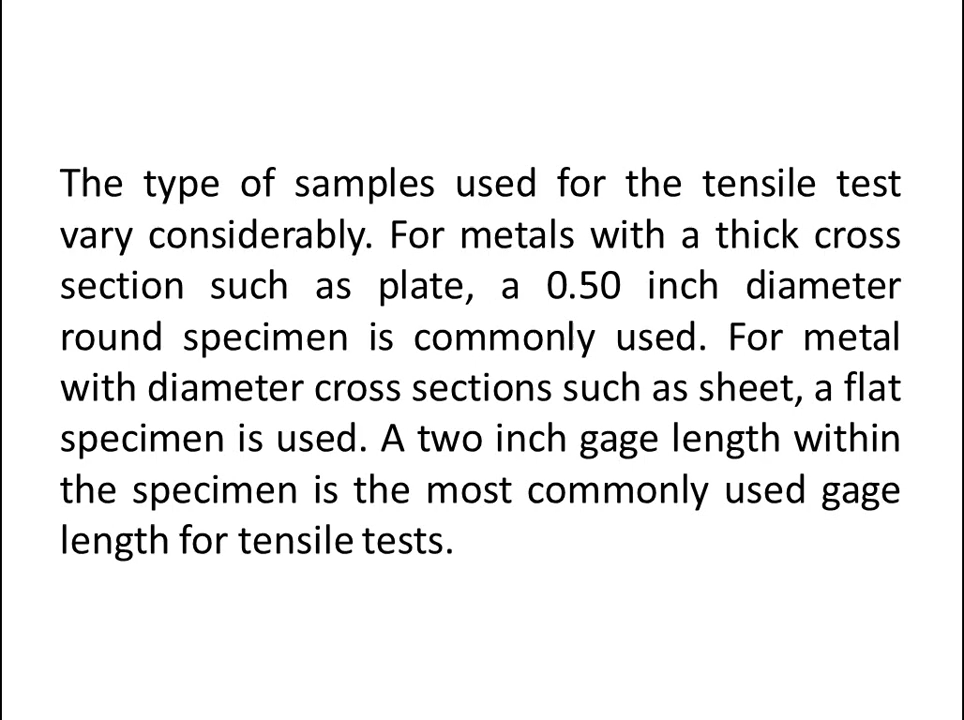 The type of samples used for the tensile test
vary considerably. For metals with a thick cross
section such as plate, a 0.50 inch diameter
round specimen is commonly used. For metal
with diameter cross sections such as sheet, a flat
specimen is used. A two inch gage length within
the specimen is the most commonly used gage
length for tensile tests.